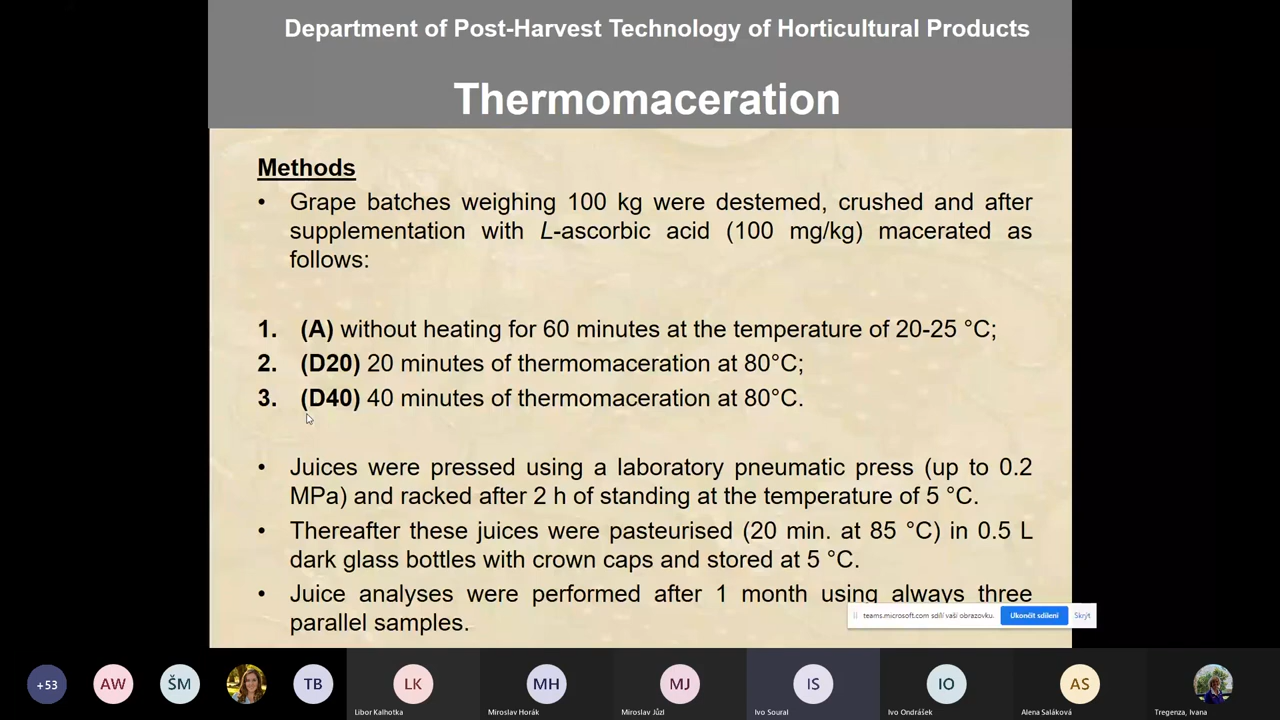 Department of Post-Harvest Technology of Horticultural Products
Thermomaceration
Methods
• Grape batches weighing 100 kg were destemed, crushed and after
supplementation with L-ascorbic acid (100 mg/kg) macerated as
follows:
1. (A) without heating for 60 minutes at the temperature of 20-25 °C;
2. (D20) 20 minutes of thermomaceration at 80°C;
3. (D40) 40 minutes of thermomaceration at 80°C.
• Juices were pressed using a laboratory pneumatic press (up to 0.2
MPa) and racked after 2 h of standing at the temperature of 5 °C.
• Thereafter these juices were pasteurised (20 min. at 85 °C) in 0.5 L
dark glass bottles with crown caps and stored at 5 °C.
• Juice analyses were performed after 1 month using always three
parallel samples.
teams.microsoft.com sdílí vaši obrazovku. Ukončit sdílení Skrýt
+53 AW ŠM TB LK MH MJ IS IO AS
Libor Kalhotka Miroslav Horák Miroslav Jůzl Ivo Soural Ivo Ondrášek Alena Saláková Tregenza, Ivana